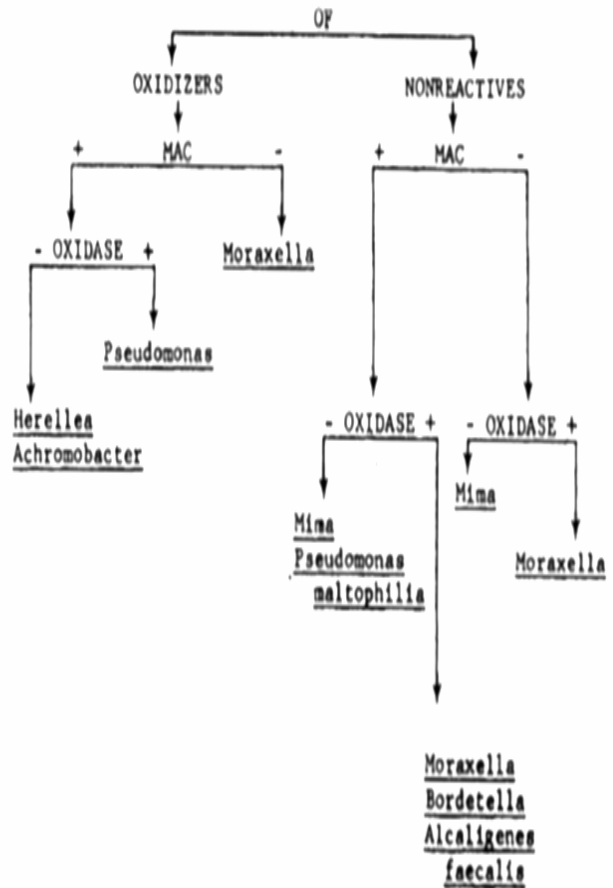 OF
OXIDIZERS NONREACTIVES
+ MAC - + MAC -
- OXIDASE + Moraxella
Pseudomonas
Herellea
Achromobacter
- OXIDASE + - OXIDASE +
Mima
Mima
Pseudomonas
maltophilia
Moraxella
Moraxella
Bordetella
Alcaligenes
faecalis